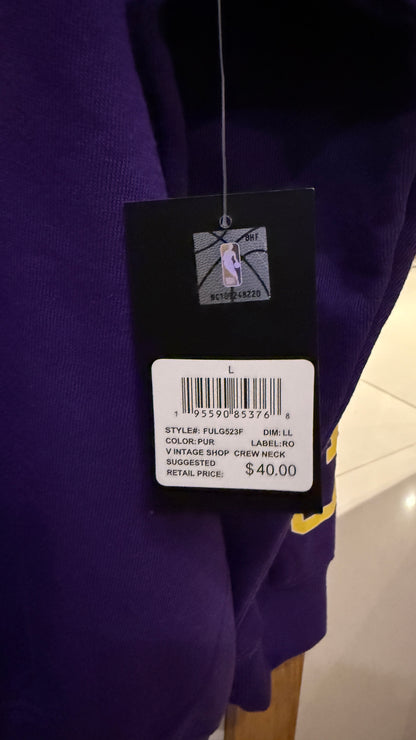 BHF
L
1 95590 85376 8
STYLE#: FULG523F DIM: LL
COLOR: PUR LABEL: RO
V INTAGE SHOP CREW NECK
SUGGESTED
RETAIL PRICE: $40.00